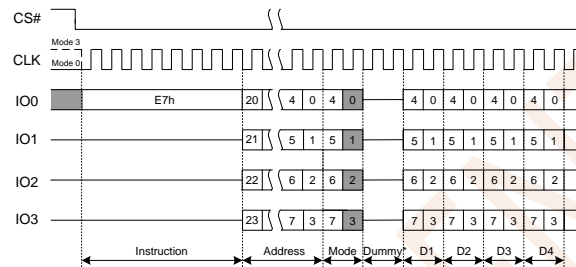 CS#
Mode 3
CLK
Mode 0
IO0 E7h 20 4 0 4 0 4 0 4 0 4 0 4 0
IO1 21 5 1 5 1 5 1 5 1 5 1 5 1
IO2 22 6 2 6 2 6 2 6 2 6 2 6 2
IO3 23 7 3 7 3 7 3 7 3 7 3 7 3
Instruction Address Mode Dummy* D1 D2 D3 D4